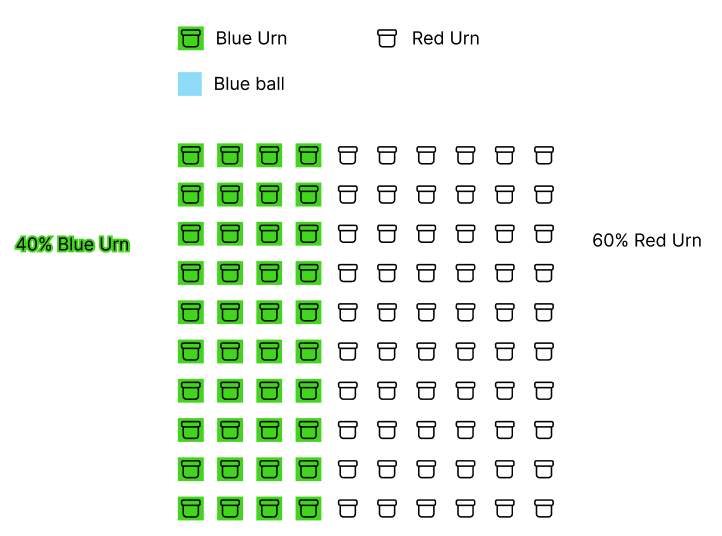 Blue Urn
Red Urn
Blue ball
40% Blue Urn
60% Red Urn